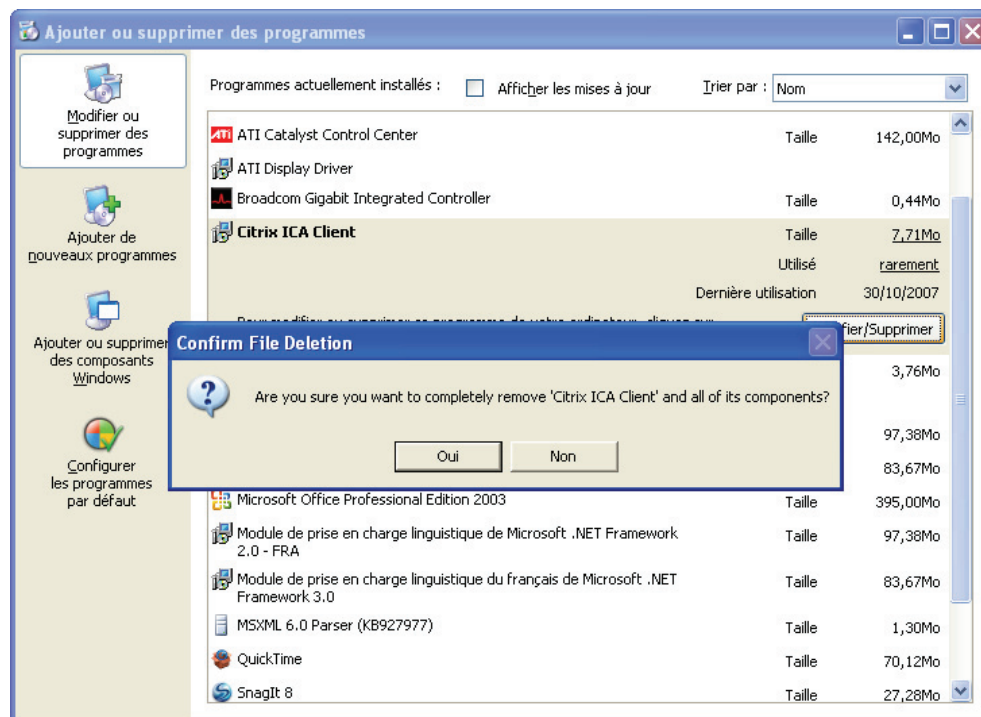 Ajouter ou supprimer des programmes
Modifier ou
supprimer des
programmes
Ajouter de
nouveaux programmes
Ajouter ou supprimer
des composants
Windows
Configurer
les programmes
par défaut
Programmes actuellement installés :
Afficher les mises à jour
Trier par :
Nom
ATI Catalyst Control Center
Taille
142,00Mo
ATI Display Driver
Broadcom Gigabit Integrated Controller
Taille
0,44Mo
Citrix ICA Client
Taille
7,71Mo
Utilisé
rarement
Dernière utilisation
30/10/2007
fier/Supprimer
Confirm File Deletion
Are you sure you want to completely remove 'Citrix ICA Client' and all of its components?
Oui
Non
3,76Mo
97,38Mo
83,67Mo
Microsoft Office Professional Edition 2003
Taille
395,00Mo
Module de prise en charge linguistique de Microsoft .NET Framework
2.0 - FRA
Taille
97,38Mo
Module de prise en charge linguistique du français de Microsoft .NET
Framework 3.0
Taille
83,67Mo
MSXML 6.0 Parser (KB927977)
Taille
1,30Mo
QuickTime
Taille
70,12Mo
SnagIt 8
Taille
27,28Mo